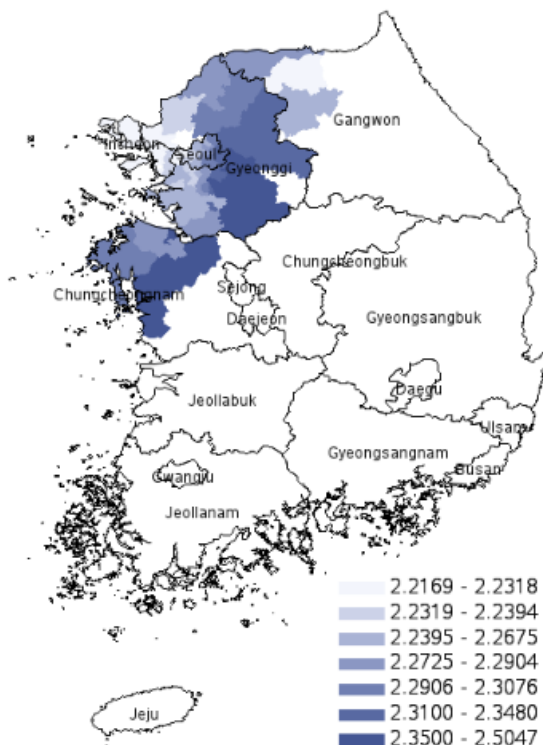 Gangwon
Incheon
Seoul
Gyeonggi
Chungcheongbuk
Sejong
Chungcheongnam
Daejeon
Gyeongsangbuk
Daegu
Jeollabuk
Ulsan
Gyeongsangnam
Busan
Gwangju
Jeollanam
Jeju
2.2169 - 2.2318
2.2319 - 2.2394
2.2395 - 2.2675
2.2725 - 2.2904
2.2906 - 2.3076
2.3100 - 2.3480
2.3500 - 2.5047